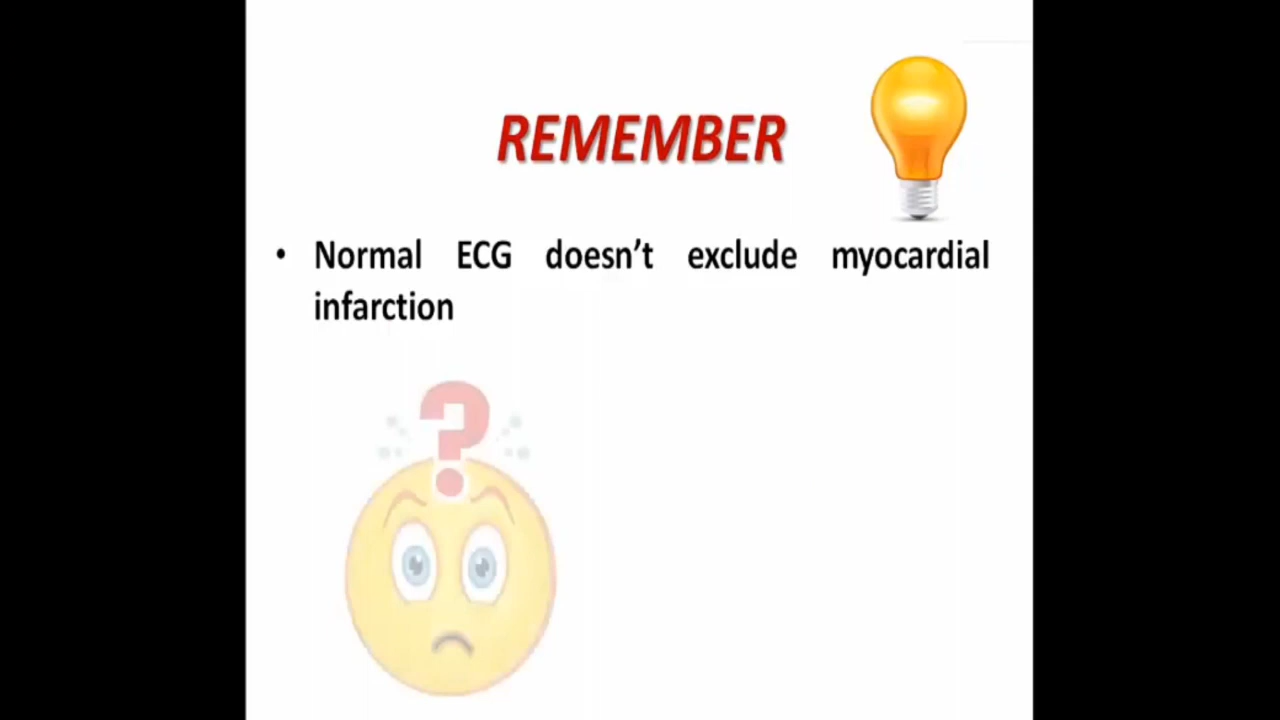 REMEMBER
• Normal ECG doesn’t exclude myocardial
infarction
?